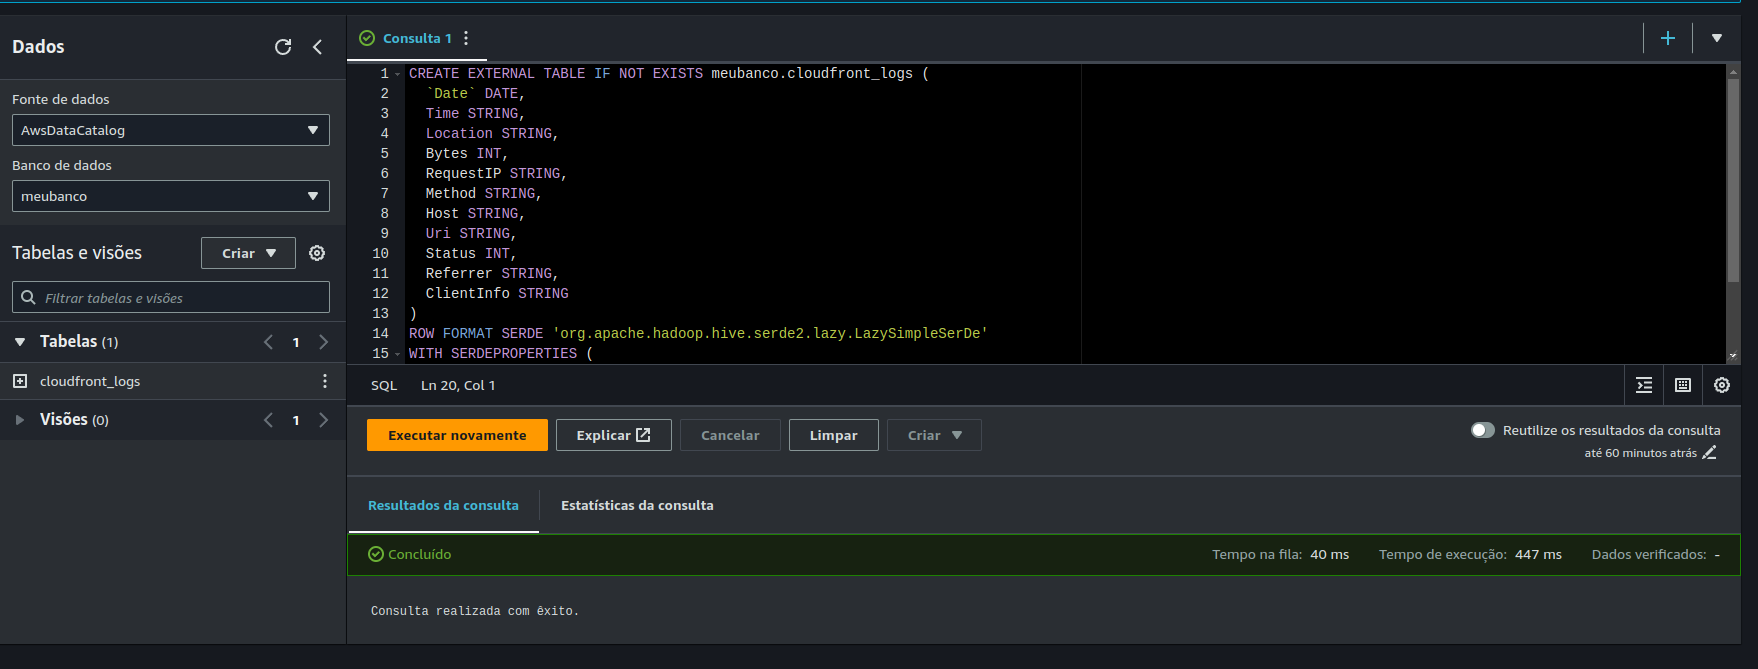 Dados
Fonte de dados
AwsDataCatalog
Banco de dados
meubanco
Tabelas e visões
Criar
Filtrar tabelas e visões
Tabelas (1)
1
cloudfront_logs
Visões (0)
1
Consulta 1
1 CREATE EXTERNAL TABLE IF NOT EXISTS meubanco.cloudfront_logs (
2 `Date` DATE,
3 Time STRING,
4 Location STRING,
5 Bytes INT,
6 RequestIP STRING,
7 Method STRING,
8 Host STRING,
9 Uri STRING,
10 Status INT,
11 Referrer STRING,
12 ClientInfo STRING
13 )
14 ROW FORMAT SERDE 'org.apache.hadoop.hive.serde2.lazy.LazySimpleSerDe'
15 WITH SERDEPROPERTIES (
SQL Ln 20, Col 1
Executar novamente Explicar Cancelar Limpar Criar
Reutilize os resultados da consulta
até 60 minutos atrás
Resultados da consulta Estatísticas da consulta
Concluído Tempo na fila: 40 ms Tempo de execução: 447 ms Dados verificados: -
Consulta realizada com êxito.